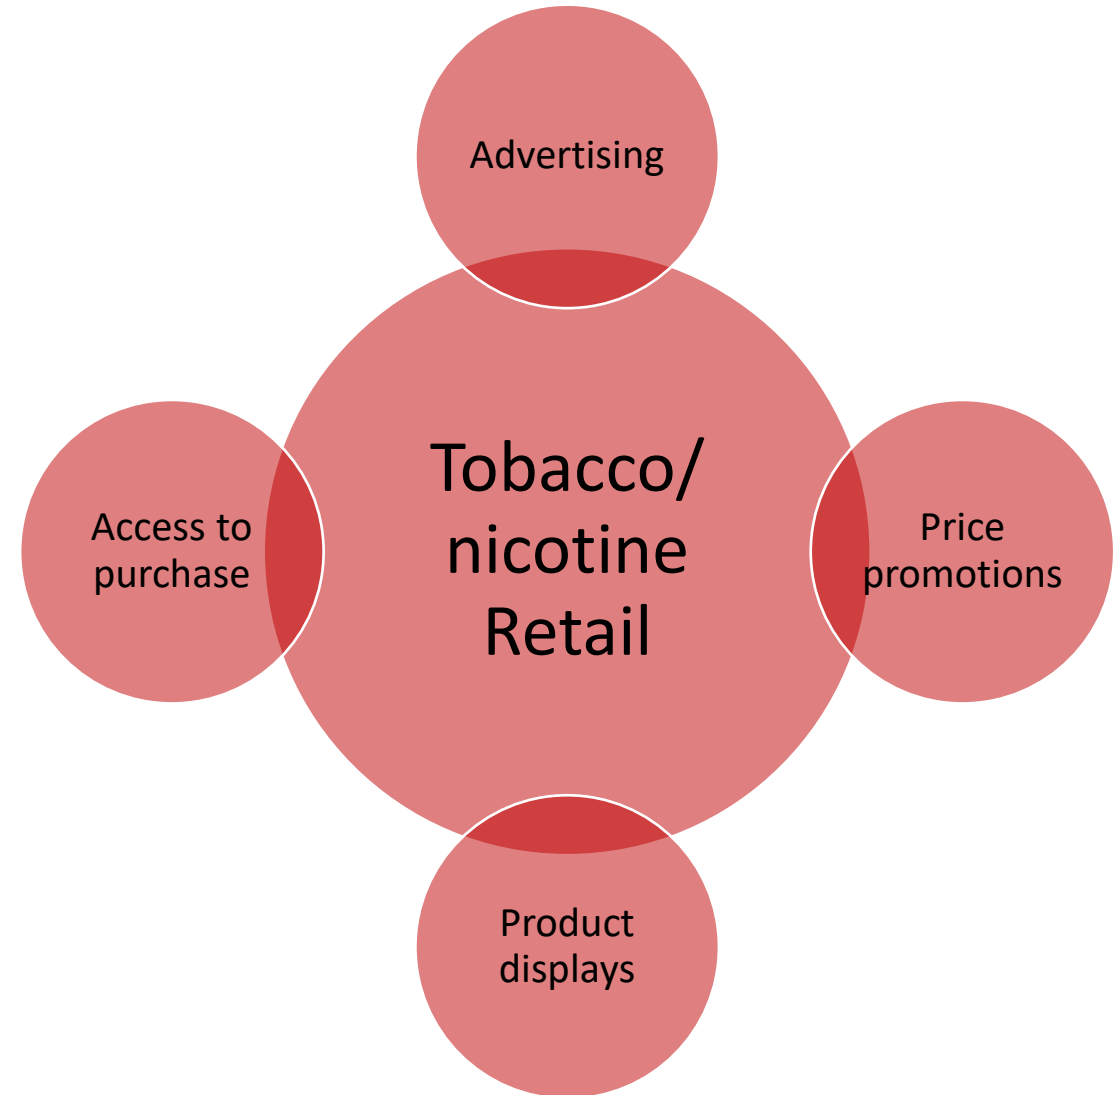 Advertising
Tobacco/
nicotine
Retail
Access to
purchase
Price
promotions
Product
displays